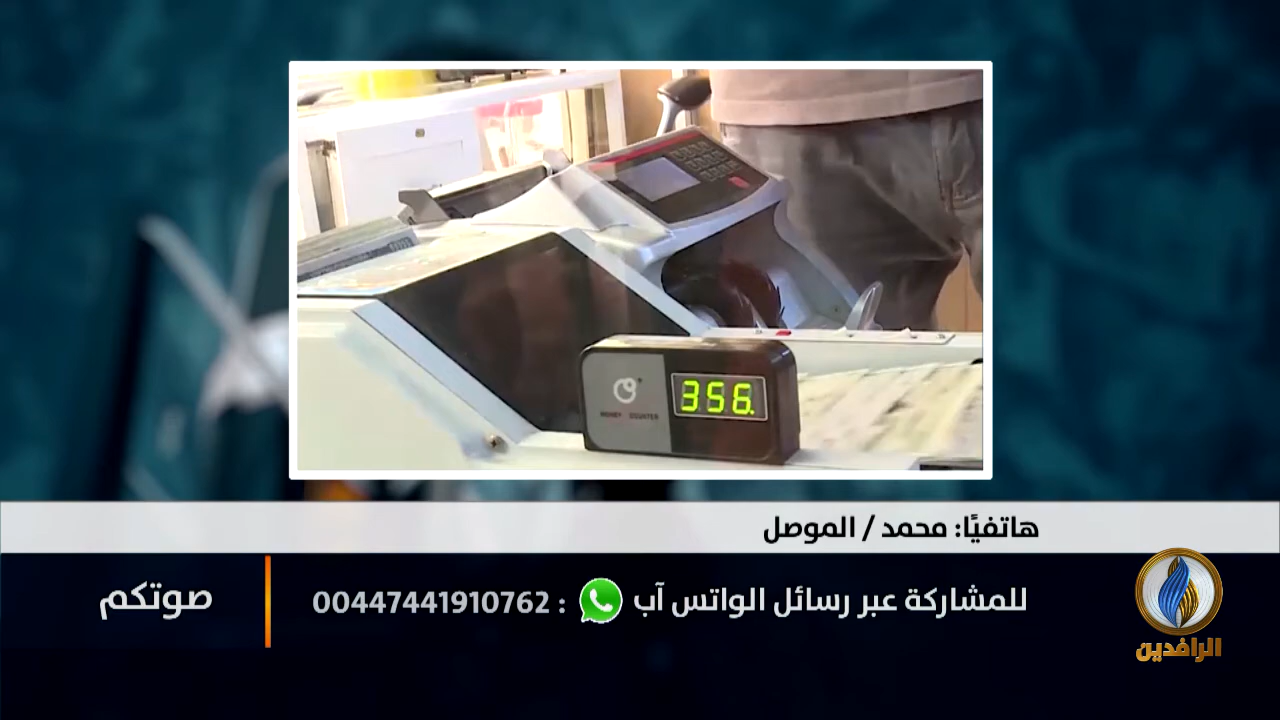 356.
MONEY COUNTER
هاتفيًا: محمد / الموصل
للمشاركة عبر رسائل الواتس آب : 00447441910762
صوتكم
الرافدين